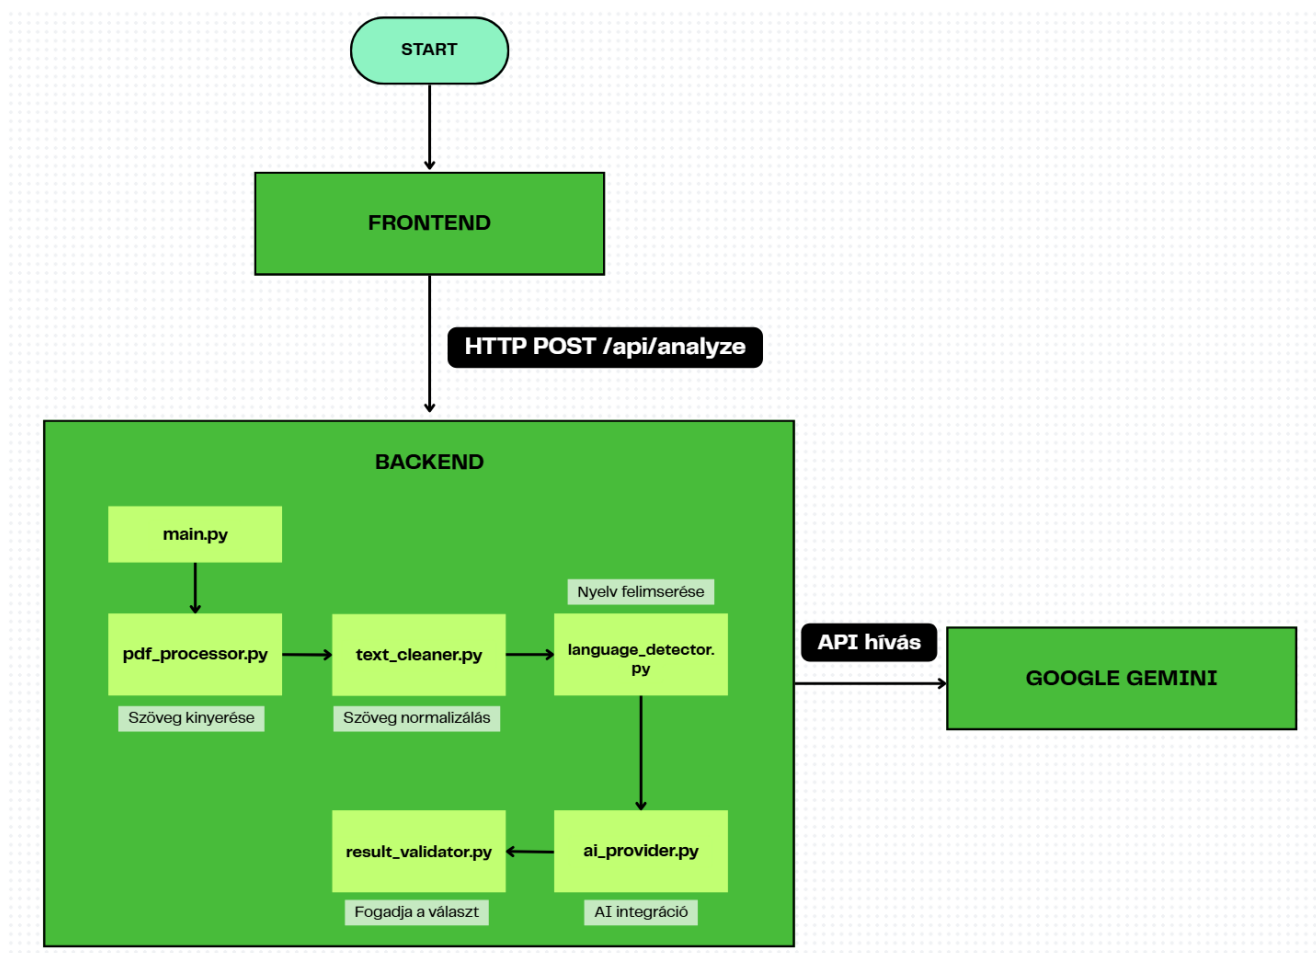 START
FRONTEND
HTTP POST /api/analyze
BACKEND
main.py
Nyelv felimserése
pdf_processor.py
text_cleaner.py
language_detector.
py
API hívás
GOOGLE GEMINI
Szöveg kinyerése
Szöveg normalizálás
result_validator.py
ai_provider.py
Fogadja a választ
AI integráció